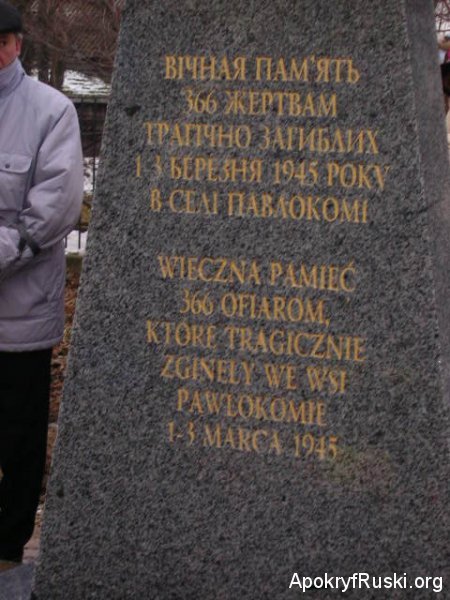 ВІЧНАЯ ПАМ'ЯТЬ
366 ЖЕРТВАМ
ТРАГІЧНО ЗАГИБЛИХ
1-3 БЕРЕЗНЯ 1945 РОКУ
В СЕЛІ ПАВЛОКОМІ
WIECZNA PAMIĘĆ
366 OFIAROM,
KTÓRE TRAGICZNIE
ZGINĘŁY WE WSI
PAWŁOKOMIE
1-3 MARCA 1945
ApokryfRuski.org